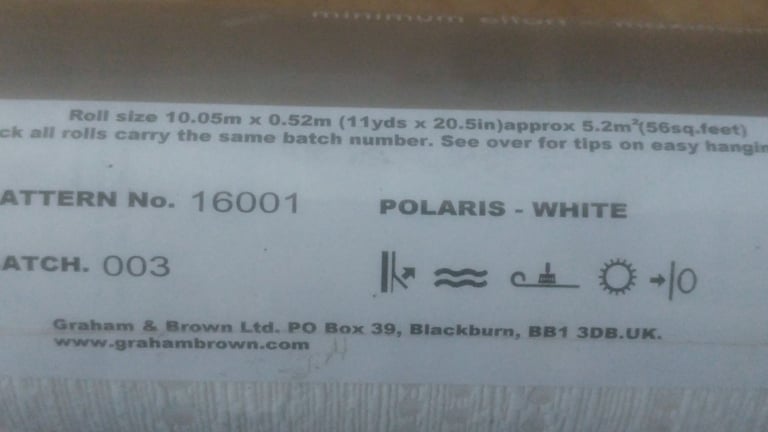 minimum effort
Roll size 10.05m x 0.52m (11yds x 20.5in)approx 5.2m²(56sq.feet)
ck all rolls carry the same batch number. See over for tips on easy hangin
ATTERN No. 16001 POLARIS - WHITE
ATCH. 003
Graham & Brown Ltd. PO Box 39, Blackburn, BB1 3DB.UK.
www.grahambrown.com